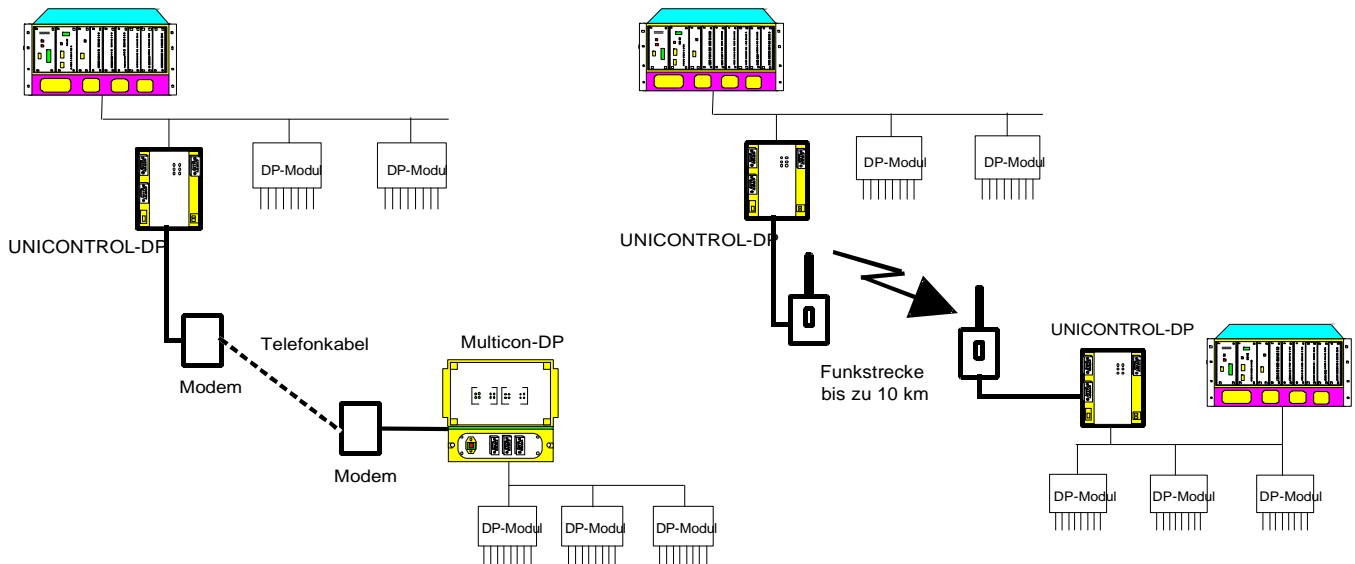 DP-Modul
DP-Modul
UNICONTROL-DP
Telefonkabel
Modem
Modem
Multicon-DP
DP-Modul
DP-Modul
DP-Modul
DP-Modul
DP-Modul
UNICONTROL-DP
Funkstrecke
bis zu 10 km
UNICONTROL-DP
DP-Modul
DP-Modul
DP-Modul